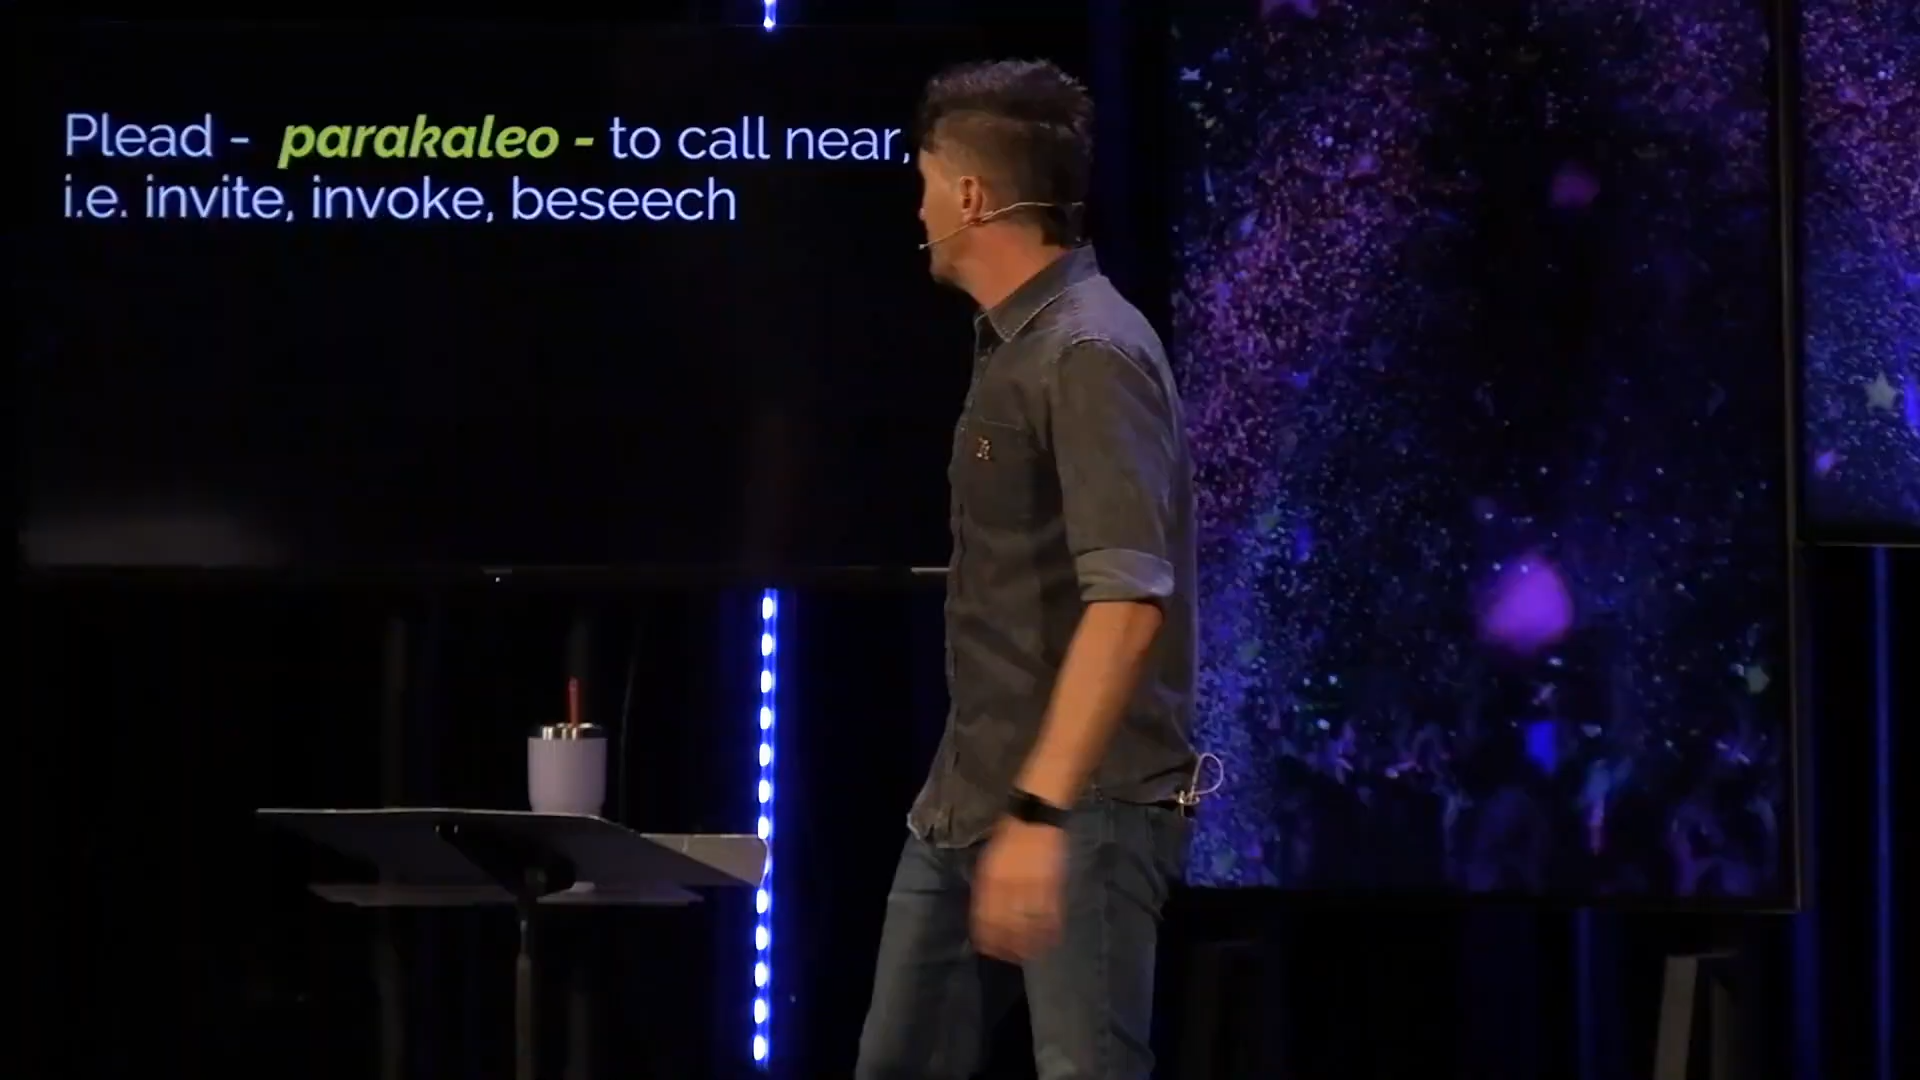 Plead - parakaleo - to call near,
i.e. invite, invoke, beseech